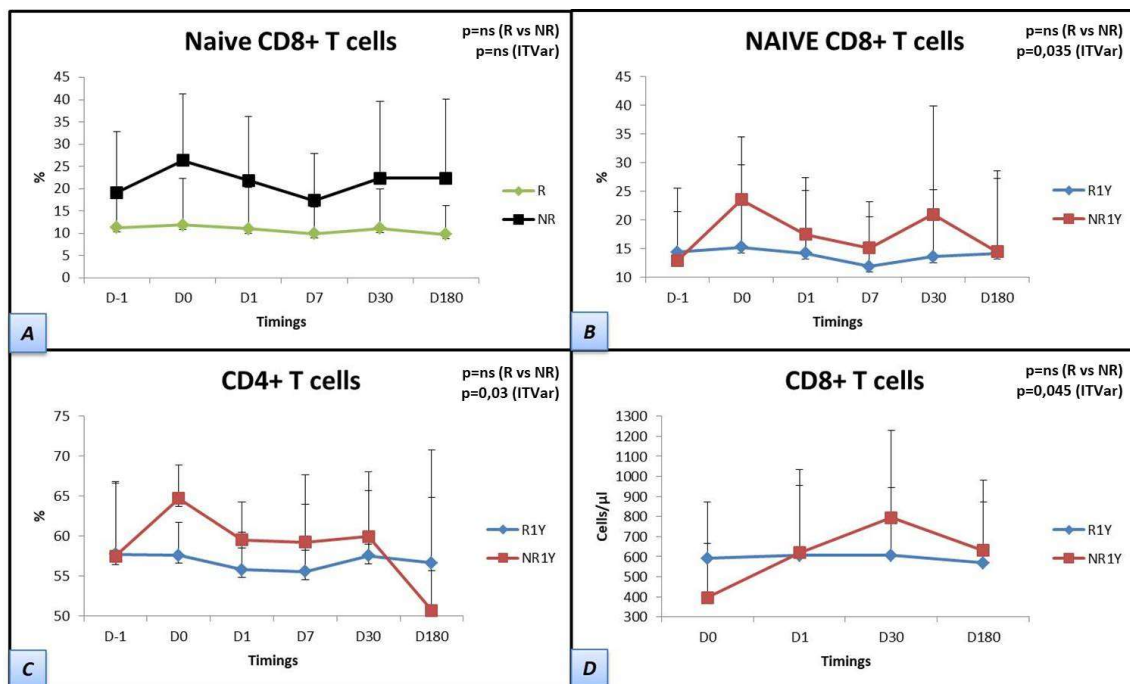 Naive CD8+ T cells
p=ns (R vs NR)
p=ns (ITVar)
45
40
35
30
25
20
15
10
5
0
%
D-1 D0 D1 D7 D30 D180
Timings
R
NR
A
NAIVE CD8+ T cells
p=ns (R vs NR)
p=0,035 (ITVar)
45
40
35
30
25
20
15
10
%
D-1 D0 D1 D7 D30 D180
Timings
R1Y
NR1Y
B
CD4+ T cells
p=ns (R vs NR)
p=0,03 (ITVar)
75
70
65
60
55
50
%
D-1 D0 D1 D7 D30 D180
Timings
R1Y
NR1Y
C
CD8+ T cells
p=ns (R vs NR)
p=0,045 (ITVar)
1300
1200
1100
1000
900
800
700
600
500
400
300
Cells/µl
D0 D1 D30 D180
Timings
R1Y
NR1Y
D